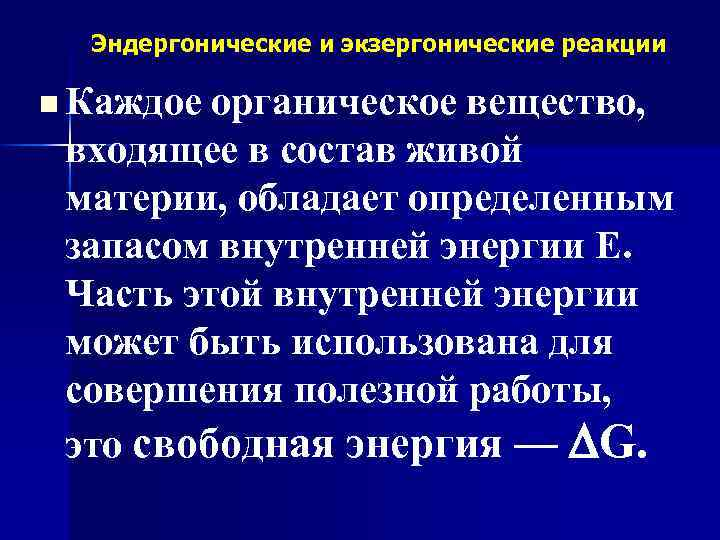 Эндергонические и экзергонические реакции
Каждое органическое вещество,
входящее в состав живой
материи, обладает определенным
запасом внутренней энергии Е.
Часть этой внутренней энергии
может быть использована для
совершения полезной работы,
это свободная энергия — ΔG.